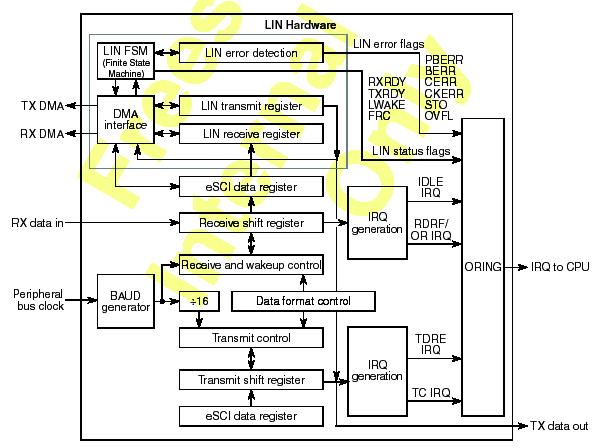 LIN Hardware
LIN FSM
(Finite State
Machine)
LIN error detection
LIN error flags
PBERR
BERR
RXRDY CERR
TXRDY CKERR
LWAKE STO
FRC OVFL
TX DMA
RX DMA
DMA
interface
LIN transmit register
LIN receive register
LIN status flags
eSCI data register
RX data in
Receive shift register
IRQ
generation
IDLE
IRQ
RDRF/
OR IRQ
ORING
IRQ to CPU
Receive and wakeup control
Peripheral
bus clock
BAUD
generator
÷16
Data format control
Transmit control
Transmit shift register
eSCI data register
IRQ
generation
TDRE
IRQ
TC IRQ
TX data out
Frees
Internal
Only